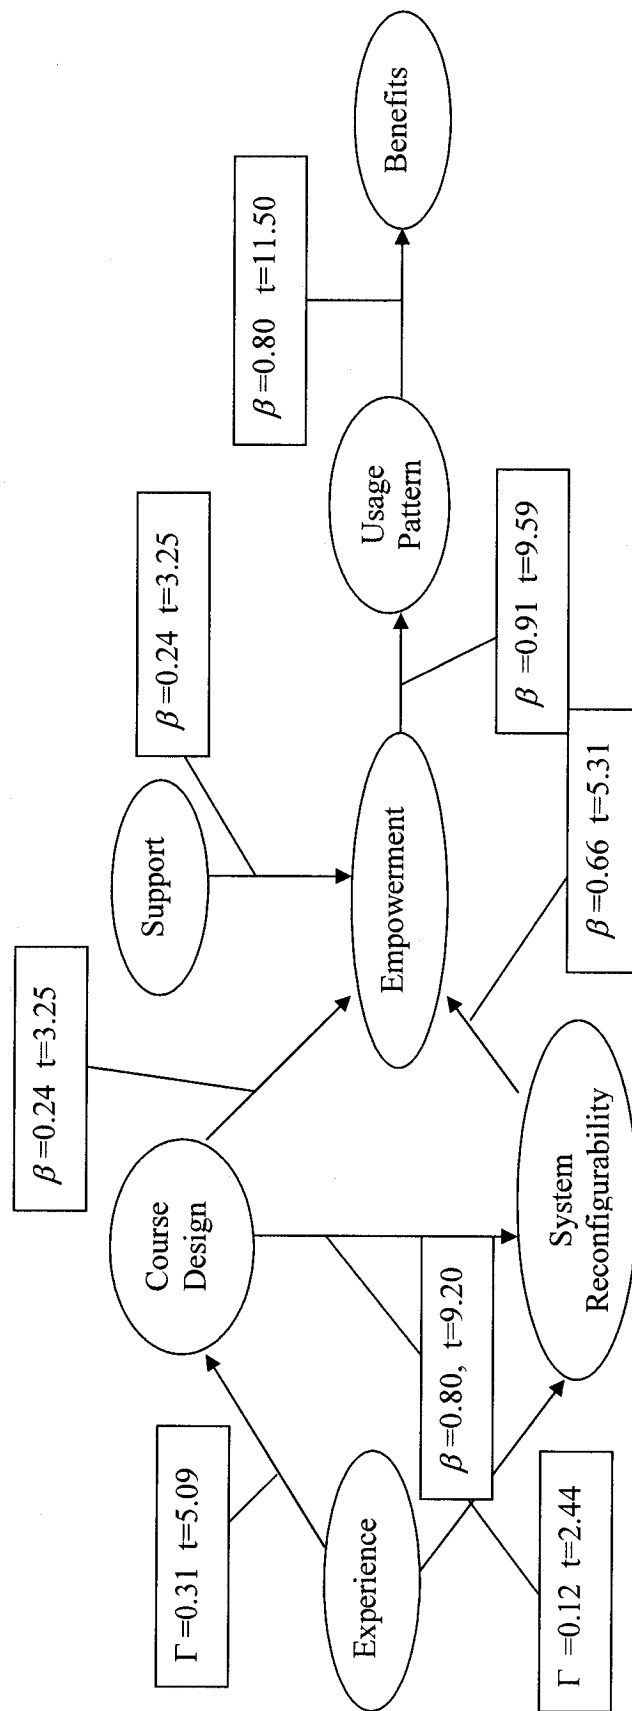 β=0.24 t=3.25
β=0.24 t=3.25
β=0.80 t=11.50
Γ=0.31 t=5.09
Course
Design
Support
Experience
Empowerment
Usage
Pattern
Benefits
β=0.80, t=9.20
β =0.91 t=9.59
System
Reconfigurability
β=0.66 t=5.31
Γ =0.12 t=2.44